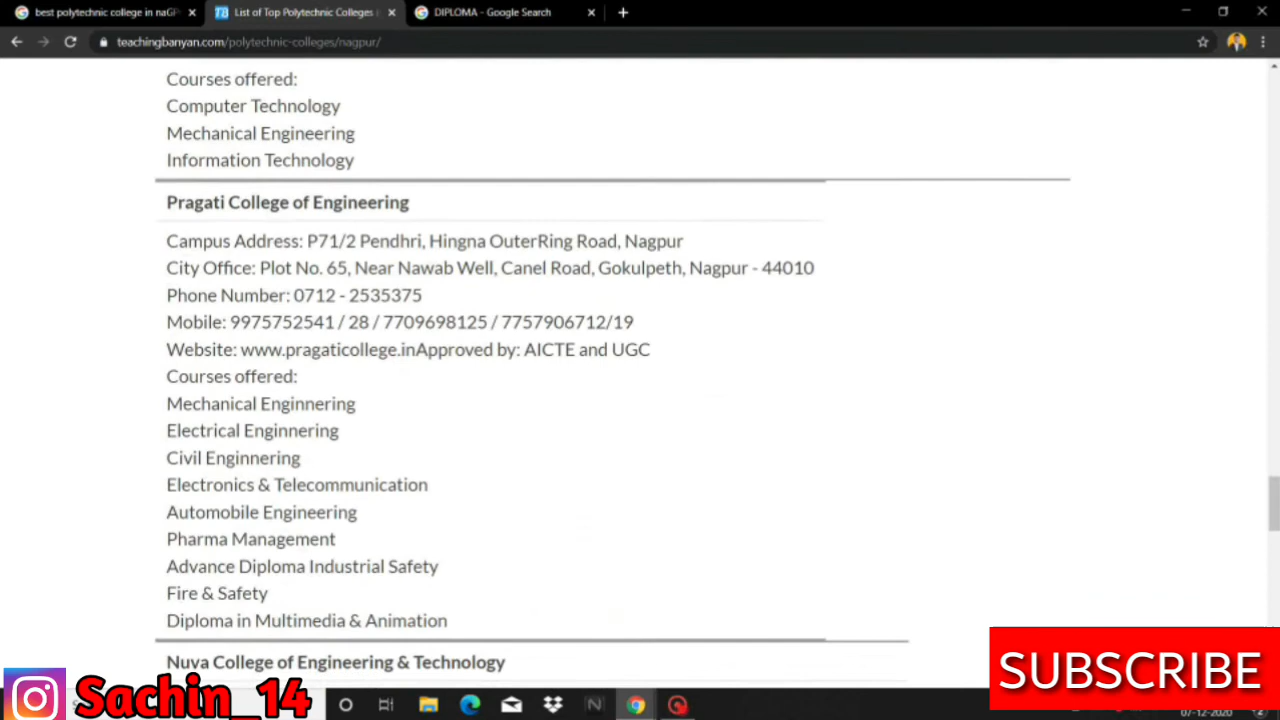 best polytechnic college in naGP
List of Top Polytechnic Colleges
DIPLOMA - Google Search
teachingbanyan.com/polytechnic-colleges/nagpur/
Courses offered:
Computer Technology
Mechanical Engineering
Information Technology
Pragati College of Engineering
Campus Address: P71/2 Pendhri, Hingna OuterRing Road, Nagpur
City Office: Plot No. 65, Near Nawab Well, Canel Road, Gokulpeth, Nagpur - 44010
Phone Number: 0712 - 2535375
Mobile: 9975752541 / 28 / 7709698125 / 7757906712/19
Website: www.pragaticollege.inApproved by: AICTE and UGC
Courses offered:
Mechanical Enginnering
Electrical Enginnering
Civil Enginnering
Electronics & Telecommunication
Automobile Engineering
Pharma Management
Advance Diploma Industrial Safety
Fire & Safety
Diploma in Multimedia & Animation
Nuva College of Engineering & Technology
SUBSCRIBE
Sachin_14
07-12-2020